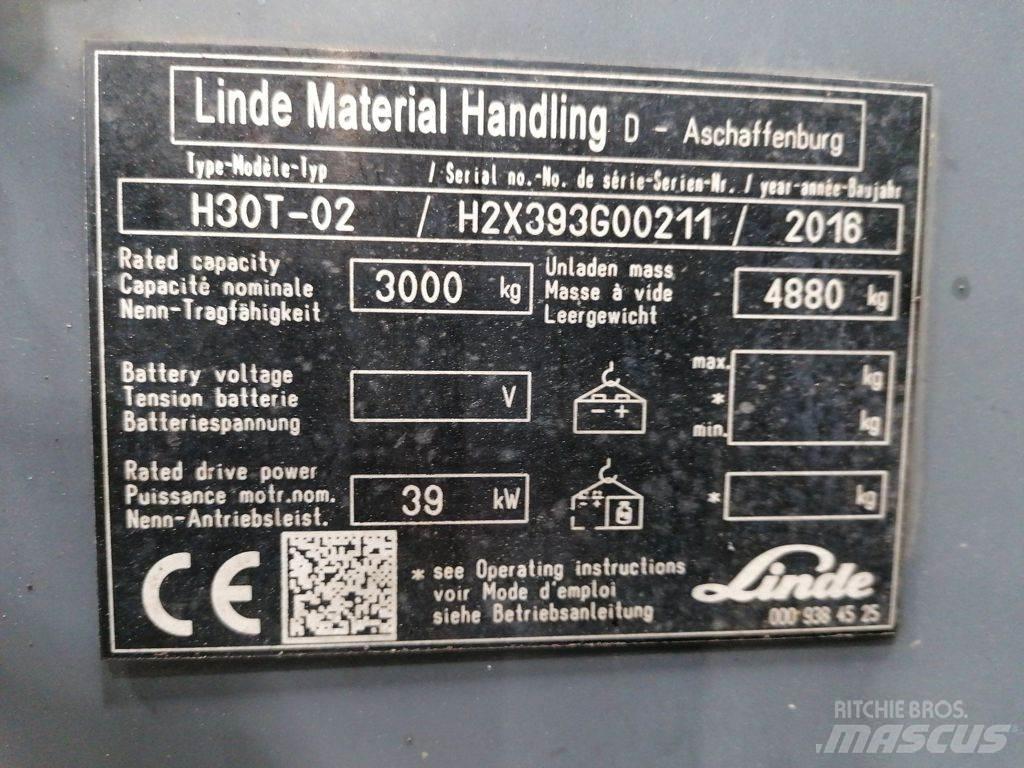 Linde Material Handling D - Aschaffenburg
Type-Modèle-Typ / Serial no.-No. de série-Serien-Nr. / year-année-Baujahr
H30T-02 / H2X393G00211 / 2016
Rated capacity
Capacité nominale
Nenn-Tragfähigkeit
3000 kg
Unladen mass
Masse à vide
Leergewicht
4880 kg
Battery voltage
Tension batterie
Batteriespannung
V
max. kg
*
min. kg
Rated drive power
Puissance motr.nom.
Nenn-Antriebsleist.
39 kW
* kg
CE
* see Operating instructions
voir Mode d'emploi
siehe Betriebsanleitung
Linde
000 938 45 25
RITCHIE BROS.
MASCUS